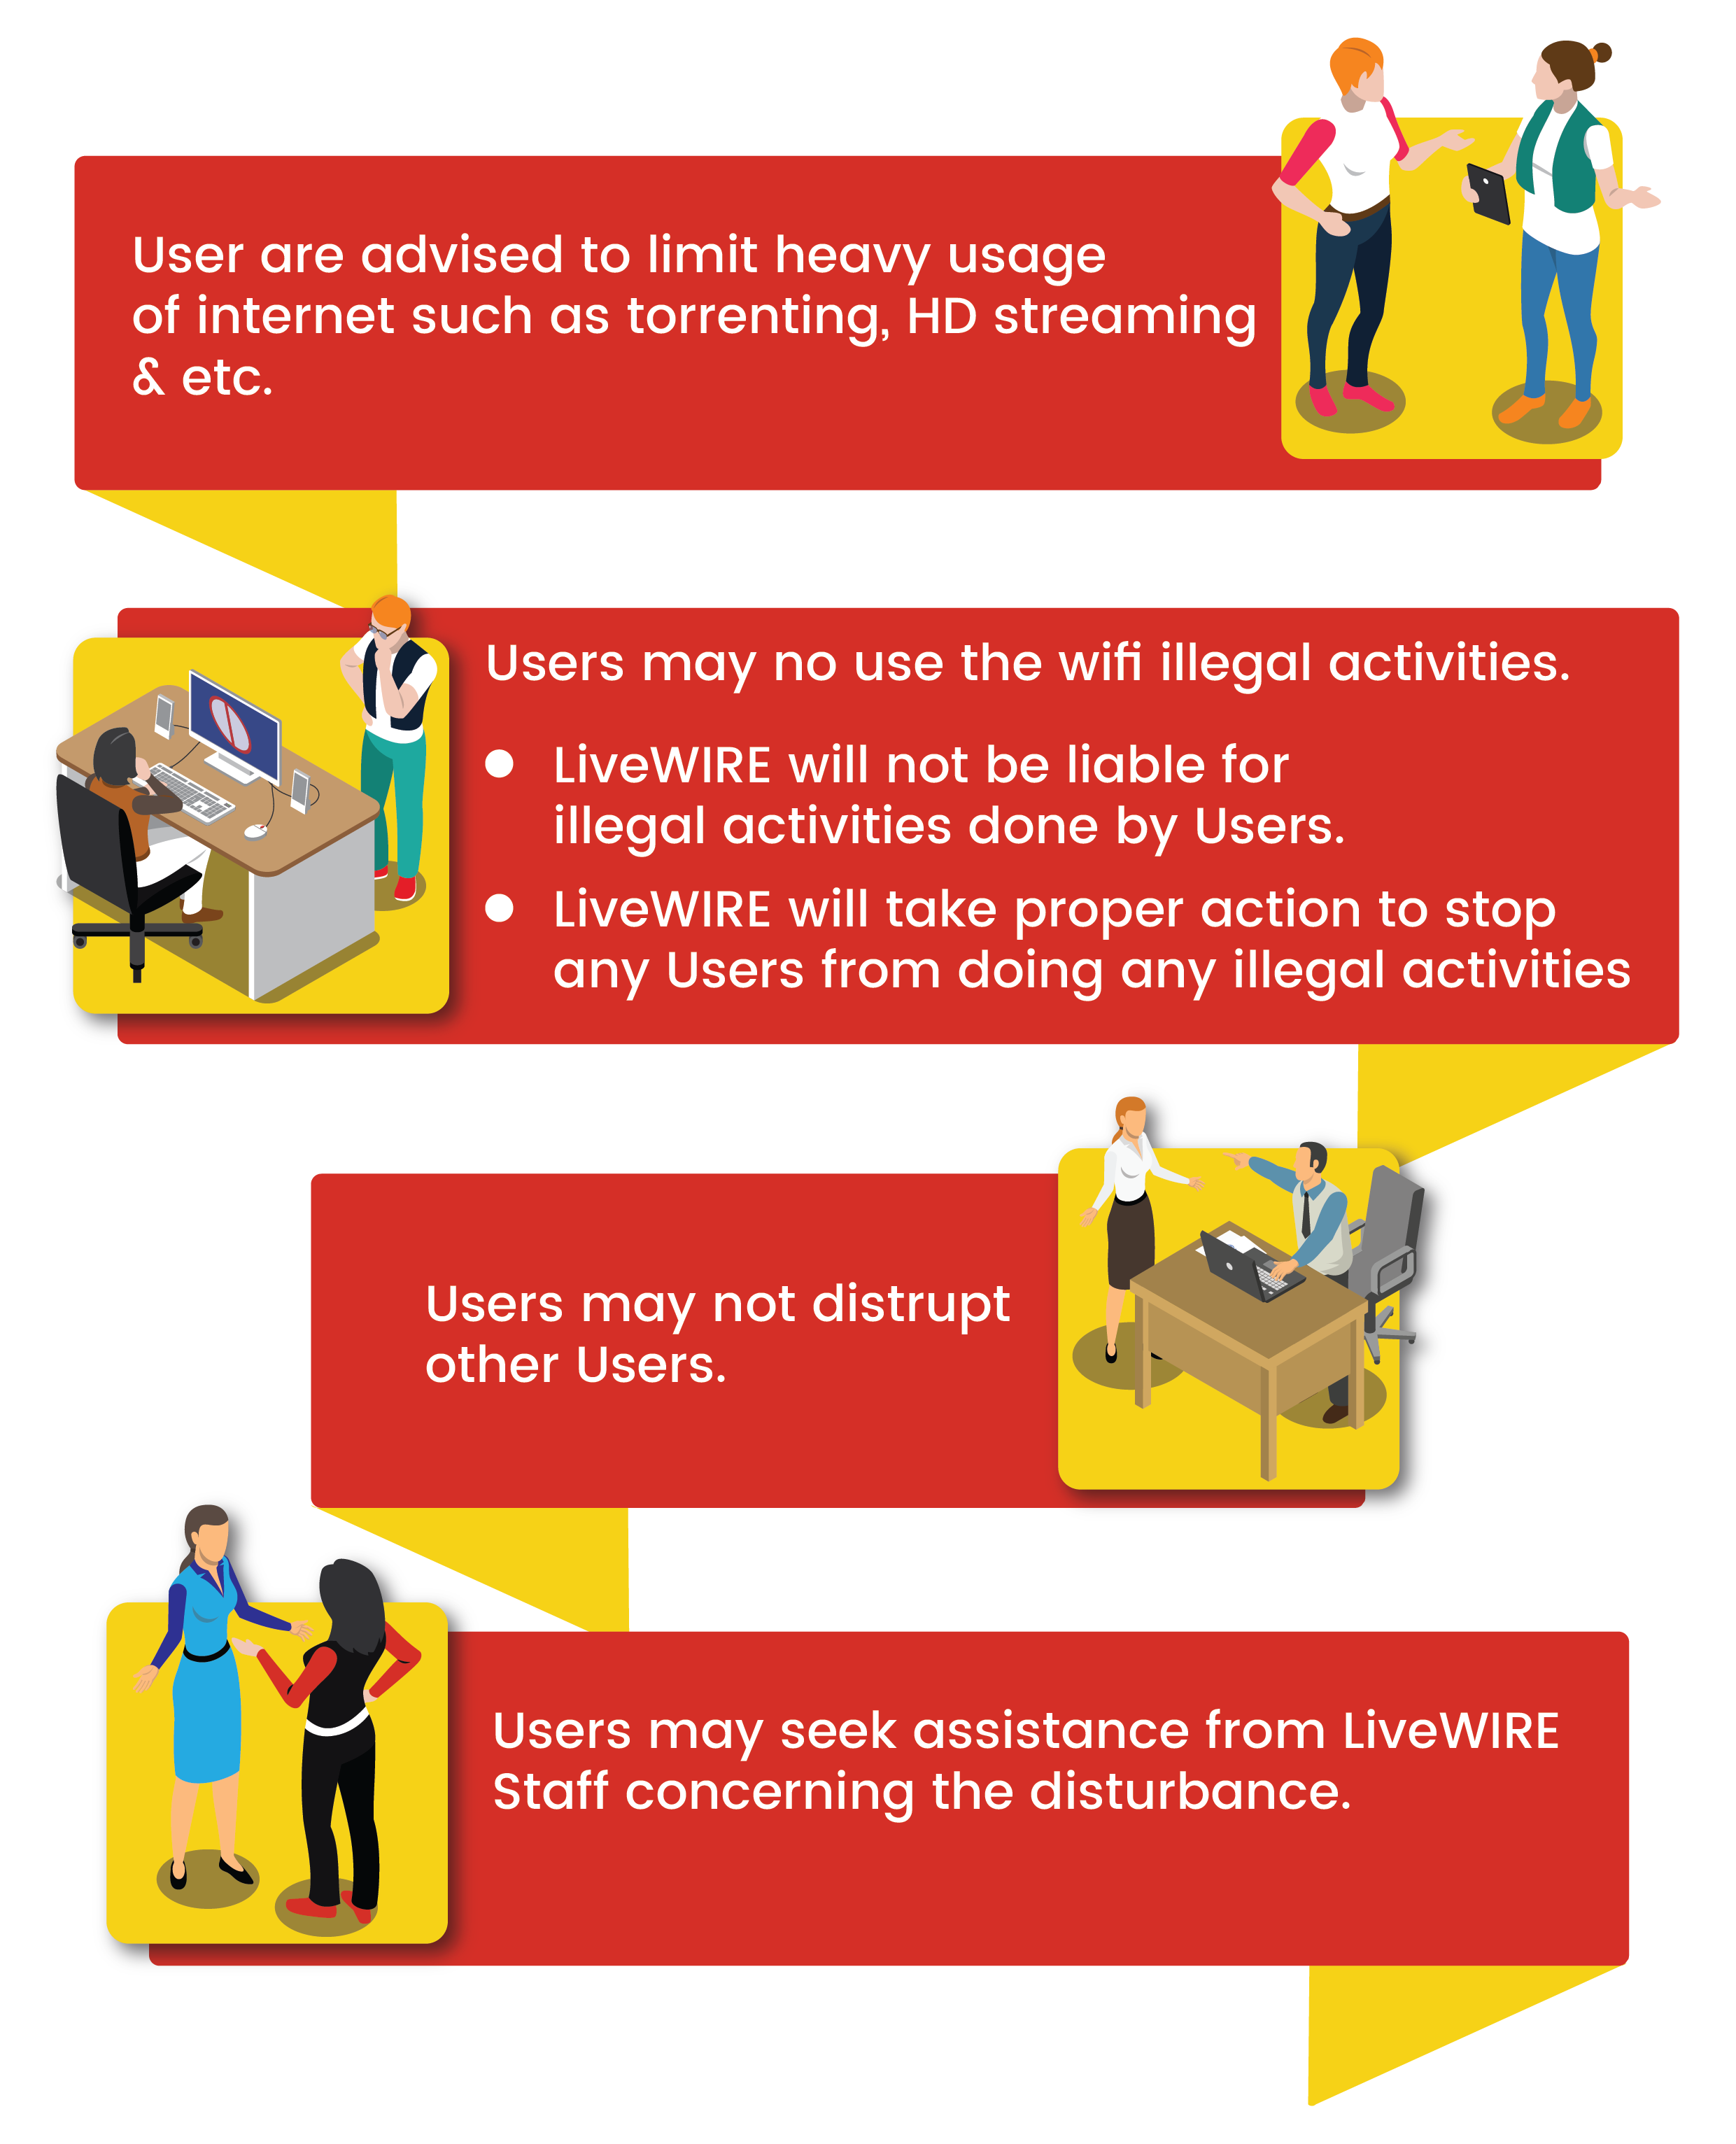 User are advised to limit heavy usage
of internet such as torrenting, HD streaming
& etc.
Users may no use the wifi illegal activities.
● LiveWIRE will not be liable for
illegal activities done by Users.
● LiveWIRE will take proper action to stop
any Users from doing any illegal activities
Users may not distrupt
other Users.
Users may seek assistance from LiveWIRE
Staff concerning the disturbance.